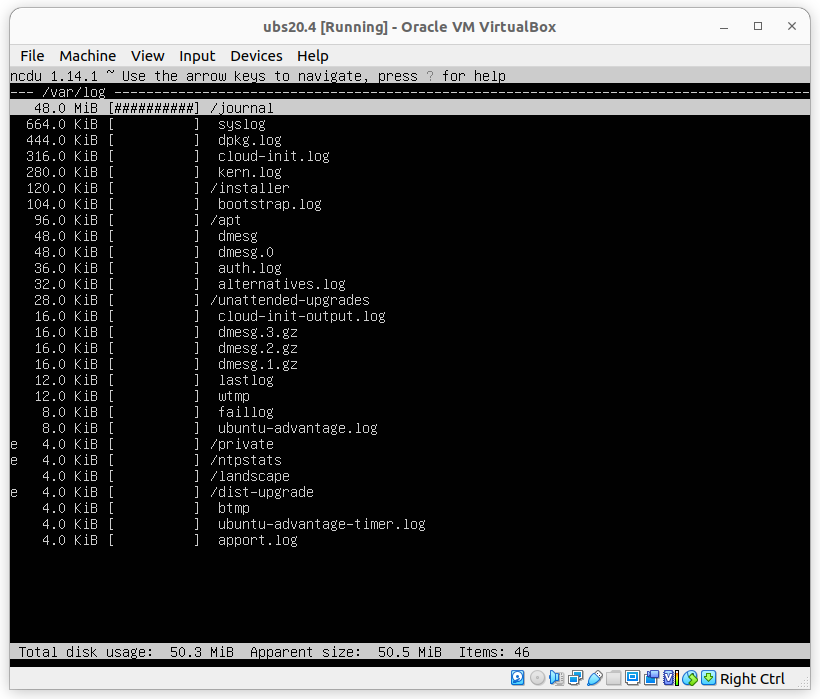 ubs20.4 [Running] - Oracle VM VirtualBox
File Machine View Input Devices Help
ncdu 1.14.1 ~ Use the arrow keys to navigate, press ? for help
--- /var/log ---------------------------------------------------------------------------------------
   48.0 MiB [##########] /journal
  664.0 KiB [          ]  syslog
  444.0 KiB [          ]  dpkg.log
  316.0 KiB [          ]  cloud-init.log
  280.0 KiB [          ]  kern.log
  120.0 KiB [          ] /installer
  104.0 KiB [          ]  bootstrap.log
   96.0 KiB [          ] /apt
   48.0 KiB [          ]  dmesg
   48.0 KiB [          ]  dmesg.0
   36.0 KiB [          ]  auth.log
   32.0 KiB [          ]  alternatives.log
   28.0 KiB [          ] /unattended-upgrades
   16.0 KiB [          ]  cloud-init-output.log
   16.0 KiB [          ]  dmesg.3.gz
   16.0 KiB [          ]  dmesg.2.gz
   16.0 KiB [          ]  dmesg.1.gz
   12.0 KiB [          ]  lastlog
   12.0 KiB [          ]  wtmp
    8.0 KiB [          ]  faillog
    8.0 KiB [          ]  ubuntu-advantage.log
e   4.0 KiB [          ] /private
e   4.0 KiB [          ] /ntpstats
    4.0 KiB [          ] /landscape
e   4.0 KiB [          ] /dist-upgrade
    4.0 KiB [          ]  btmp
    4.0 KiB [          ]  ubuntu-advantage-timer.log
    4.0 KiB [          ]  apport.log
Total disk usage:  50.3 MiB  Apparent size:  50.5 MiB  Items: 46
Right Ctrl